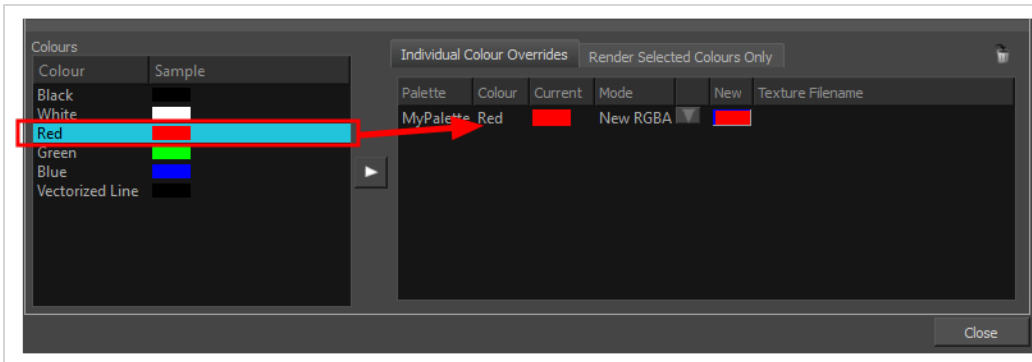 Colours
Colour Sample
Black
White
Red
Green
Blue
Vectorized Line
Individual Colour Overrides Render Selected Colours Only
Palette Colour Current Mode New Texture Filename
MyPalette Red New RGBA
Close